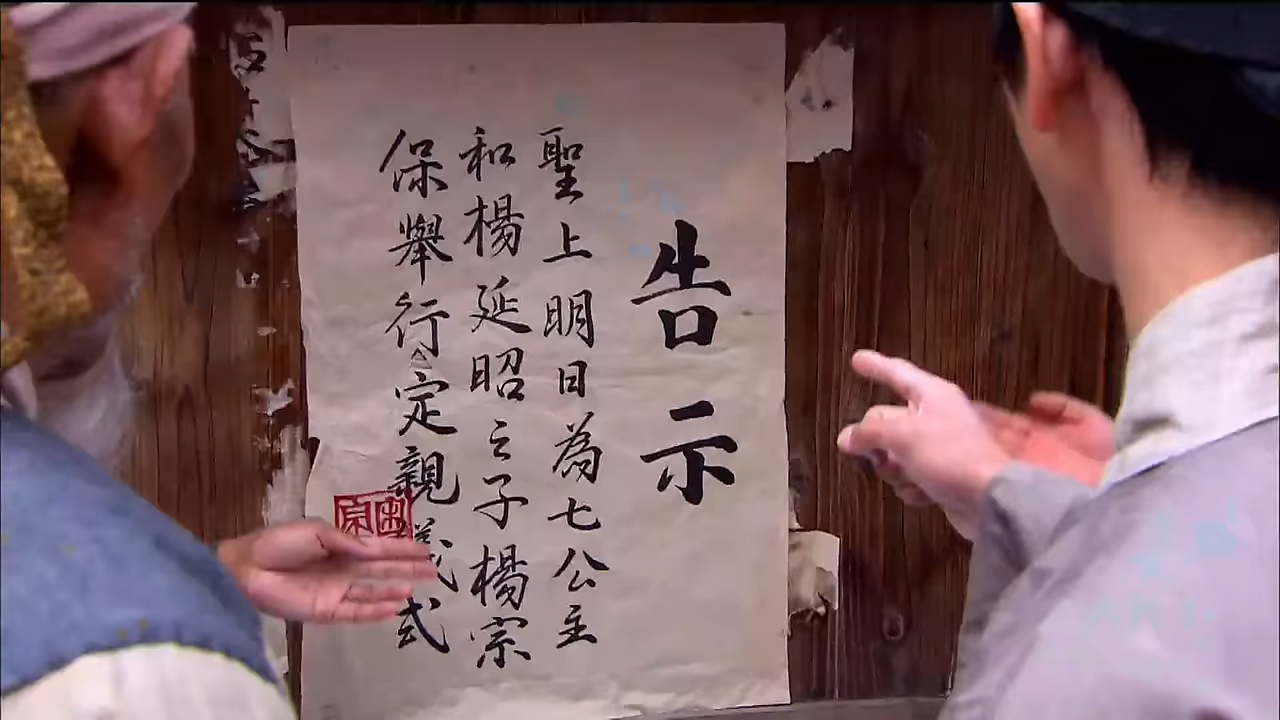 告示
聖上明日為七公主
和楊延昭之子楊宗
保舉行定親儀式